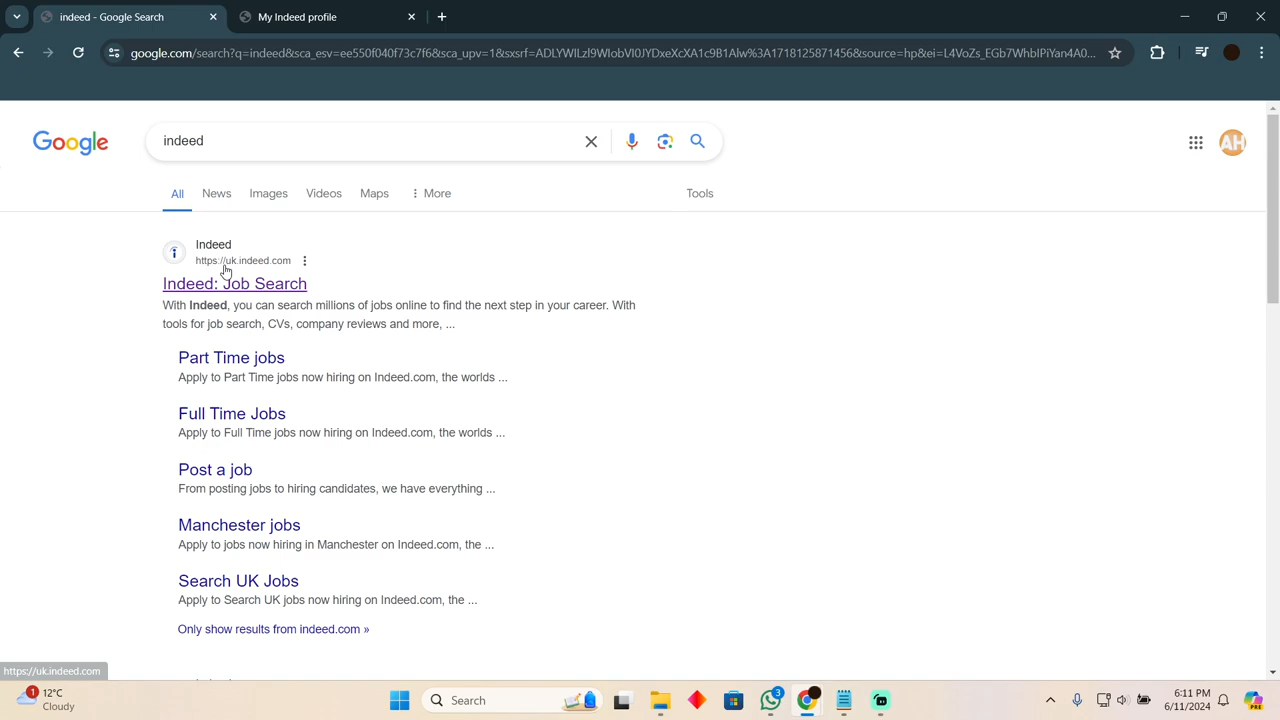 indeed - Google Search
My Indeed profile
google.com/search?q=indeed&sca_esv=ee550f040f73c7f6&sca_upv=1&sxsrf=ADLYWILzl9WIobVI0JYDxeXcXA1c9B1Alw%3A1718125871456&source=hp&ei=L4VoZs_EGb7WhbIPiYan4A0...
Google
indeed
AH
All News Images Videos Maps More Tools
Indeed
https://uk.indeed.com
Indeed: Job Search
With Indeed, you can search millions of jobs online to find the next step in your career. With
tools for job search, CVs, company reviews and more, ...
Part Time jobs
Apply to Part Time jobs now hiring on Indeed.com, the worlds ...
Full Time Jobs
Apply to Full Time jobs now hiring on Indeed.com, the worlds ...
Post a job
From posting jobs to hiring candidates, we have everything ...
Manchester jobs
Apply to jobs now hiring in Manchester on Indeed.com, the ...
Search UK Jobs
Apply to Search UK jobs now hiring on Indeed.com, the ...
Only show results from indeed.com »
https://uk.indeed.com
1
12°C
Cloudy
Search
3
6:11 PM
6/11/2024
PRE